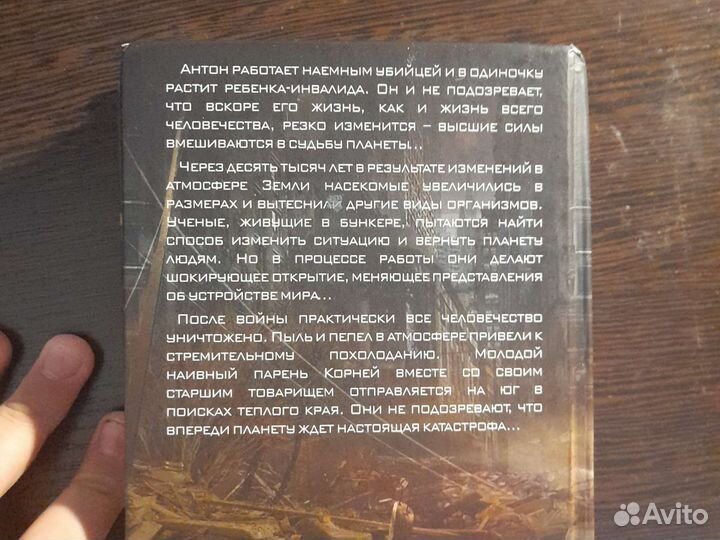 Антон работает наемным убийцей и в одиночку
растит ребенка-инвалида. Он и не подозревает,
что вскоре его жизнь, как и жизнь всего
человечества, резко изменится – высшие силы
вмешиваются в судьбу планеты...
Через десять тысяч лет в результате изменений в
атмосфере Земли насекомые увеличились в
размерах и вытеснили другие виды организмов.
Ученые, живущие в бункере, пытаются найти
способ изменить ситуацию и вернуть планету
людям. Но в процессе работы они делают
шокирующее открытие, меняющее представления
об устройстве мира...
После войны практически все человечество
уничтожено. Пыль и пепел в атмосфере привели к
стремительному похолоданию. Молодой
наивный парень Корней вместе со своим
старшим товарищем отправляется на юг в
поисках теплого края. Они не подозревают, что
впереди планету ждет настоящая катастрофа...
Avito